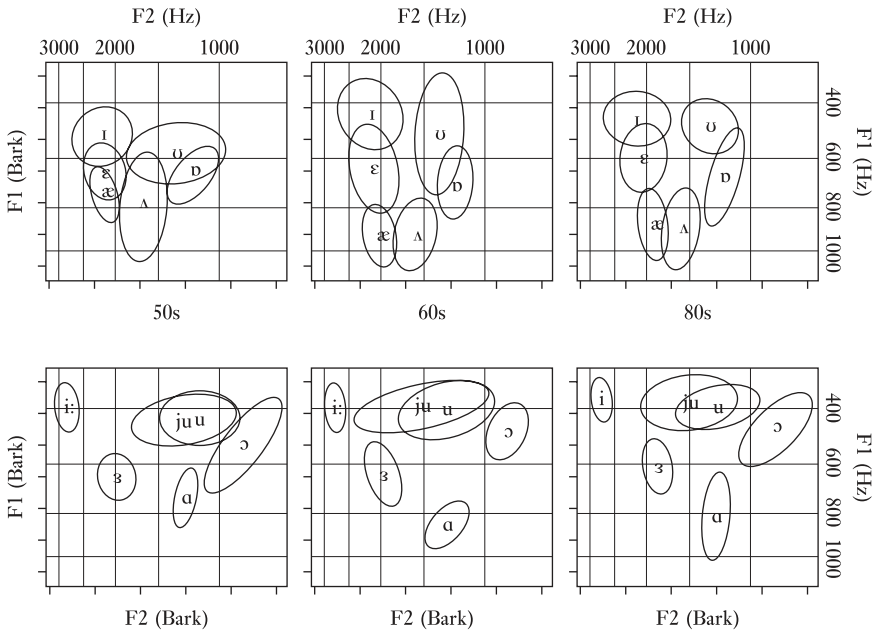 F2 (Hz) F2 (Hz) F2 (Hz)
3000 2000 1000 3000 2000 1000 3000 2000 1000
F1 (Bark)
ɪ ʊ ɛ ɒ æ ʌ
ɪ ʊ ɛ ɒ æ ʌ
ɪ ʊ ɛ ɒ æ ʌ
400 600 800 1000
F1 (Hz)
50s 60s 80s
F1 (Bark)
i: ju u ɔ ɜ ɑ
i: ju u ɔ ɜ ɑ
i ju u ɔ ɜ ɑ
400 600 800 1000
F1 (Hz)
F2 (Bark) F2 (Bark) F2 (Bark)